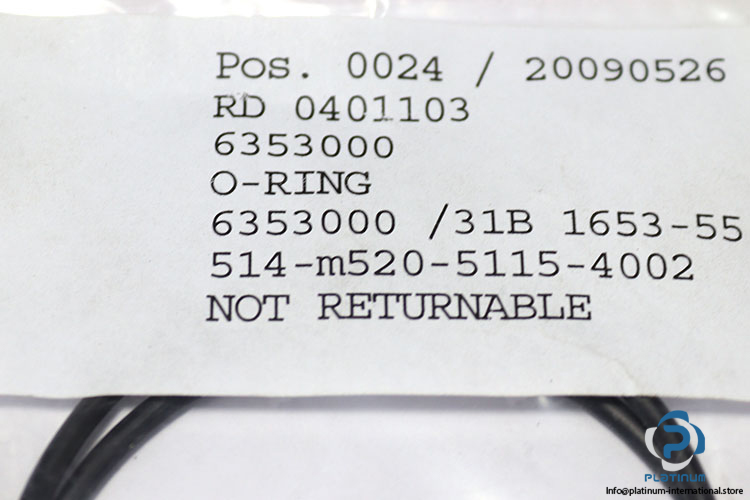 Pos. 0024 / 20090526
RD 0401103
6353000
O-RING
6353000 /31B 1653-55
514-m520-5115-4002
NOT RETURNABLE
PLATINUM
Info@platinum-international.store